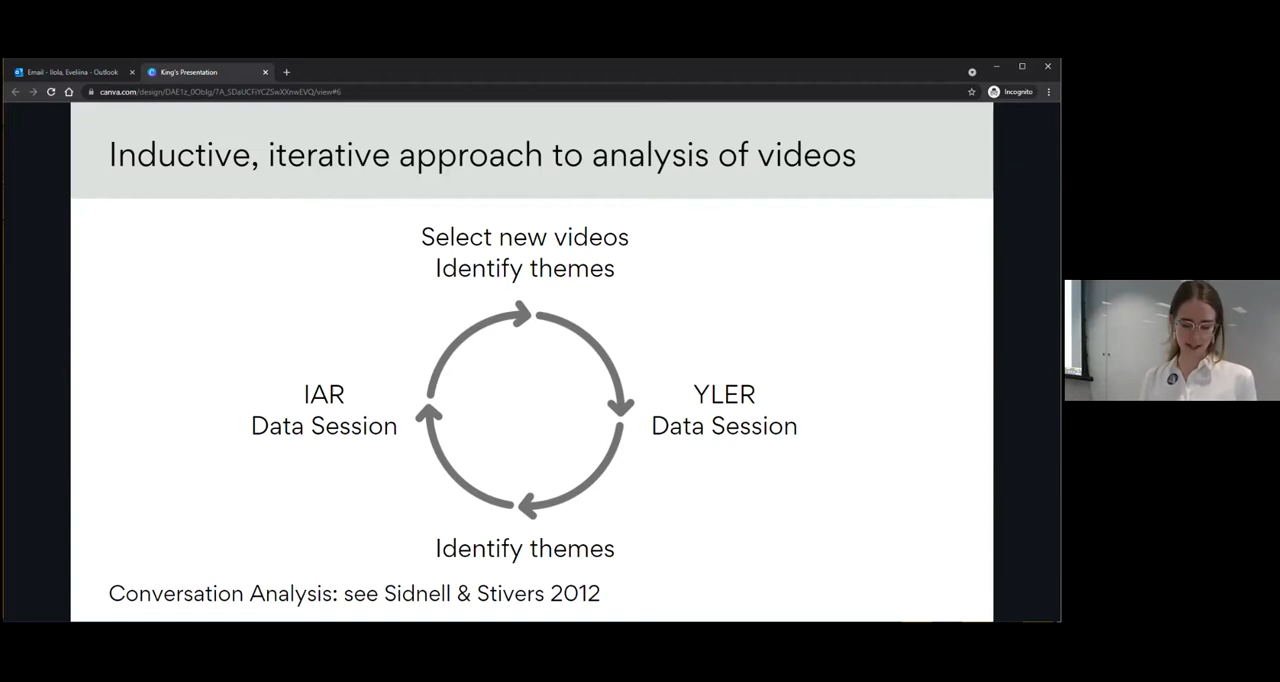 Email - Ilola, Eveliina - Outlook
King's Presentation
Incognito
Inductive, iterative approach to analysis of videos
Select new videos
Identify themes
IAR
Data Session
YLER
Data Session
Identify themes
Conversation Analysis: see Sidnell & Stivers 2012